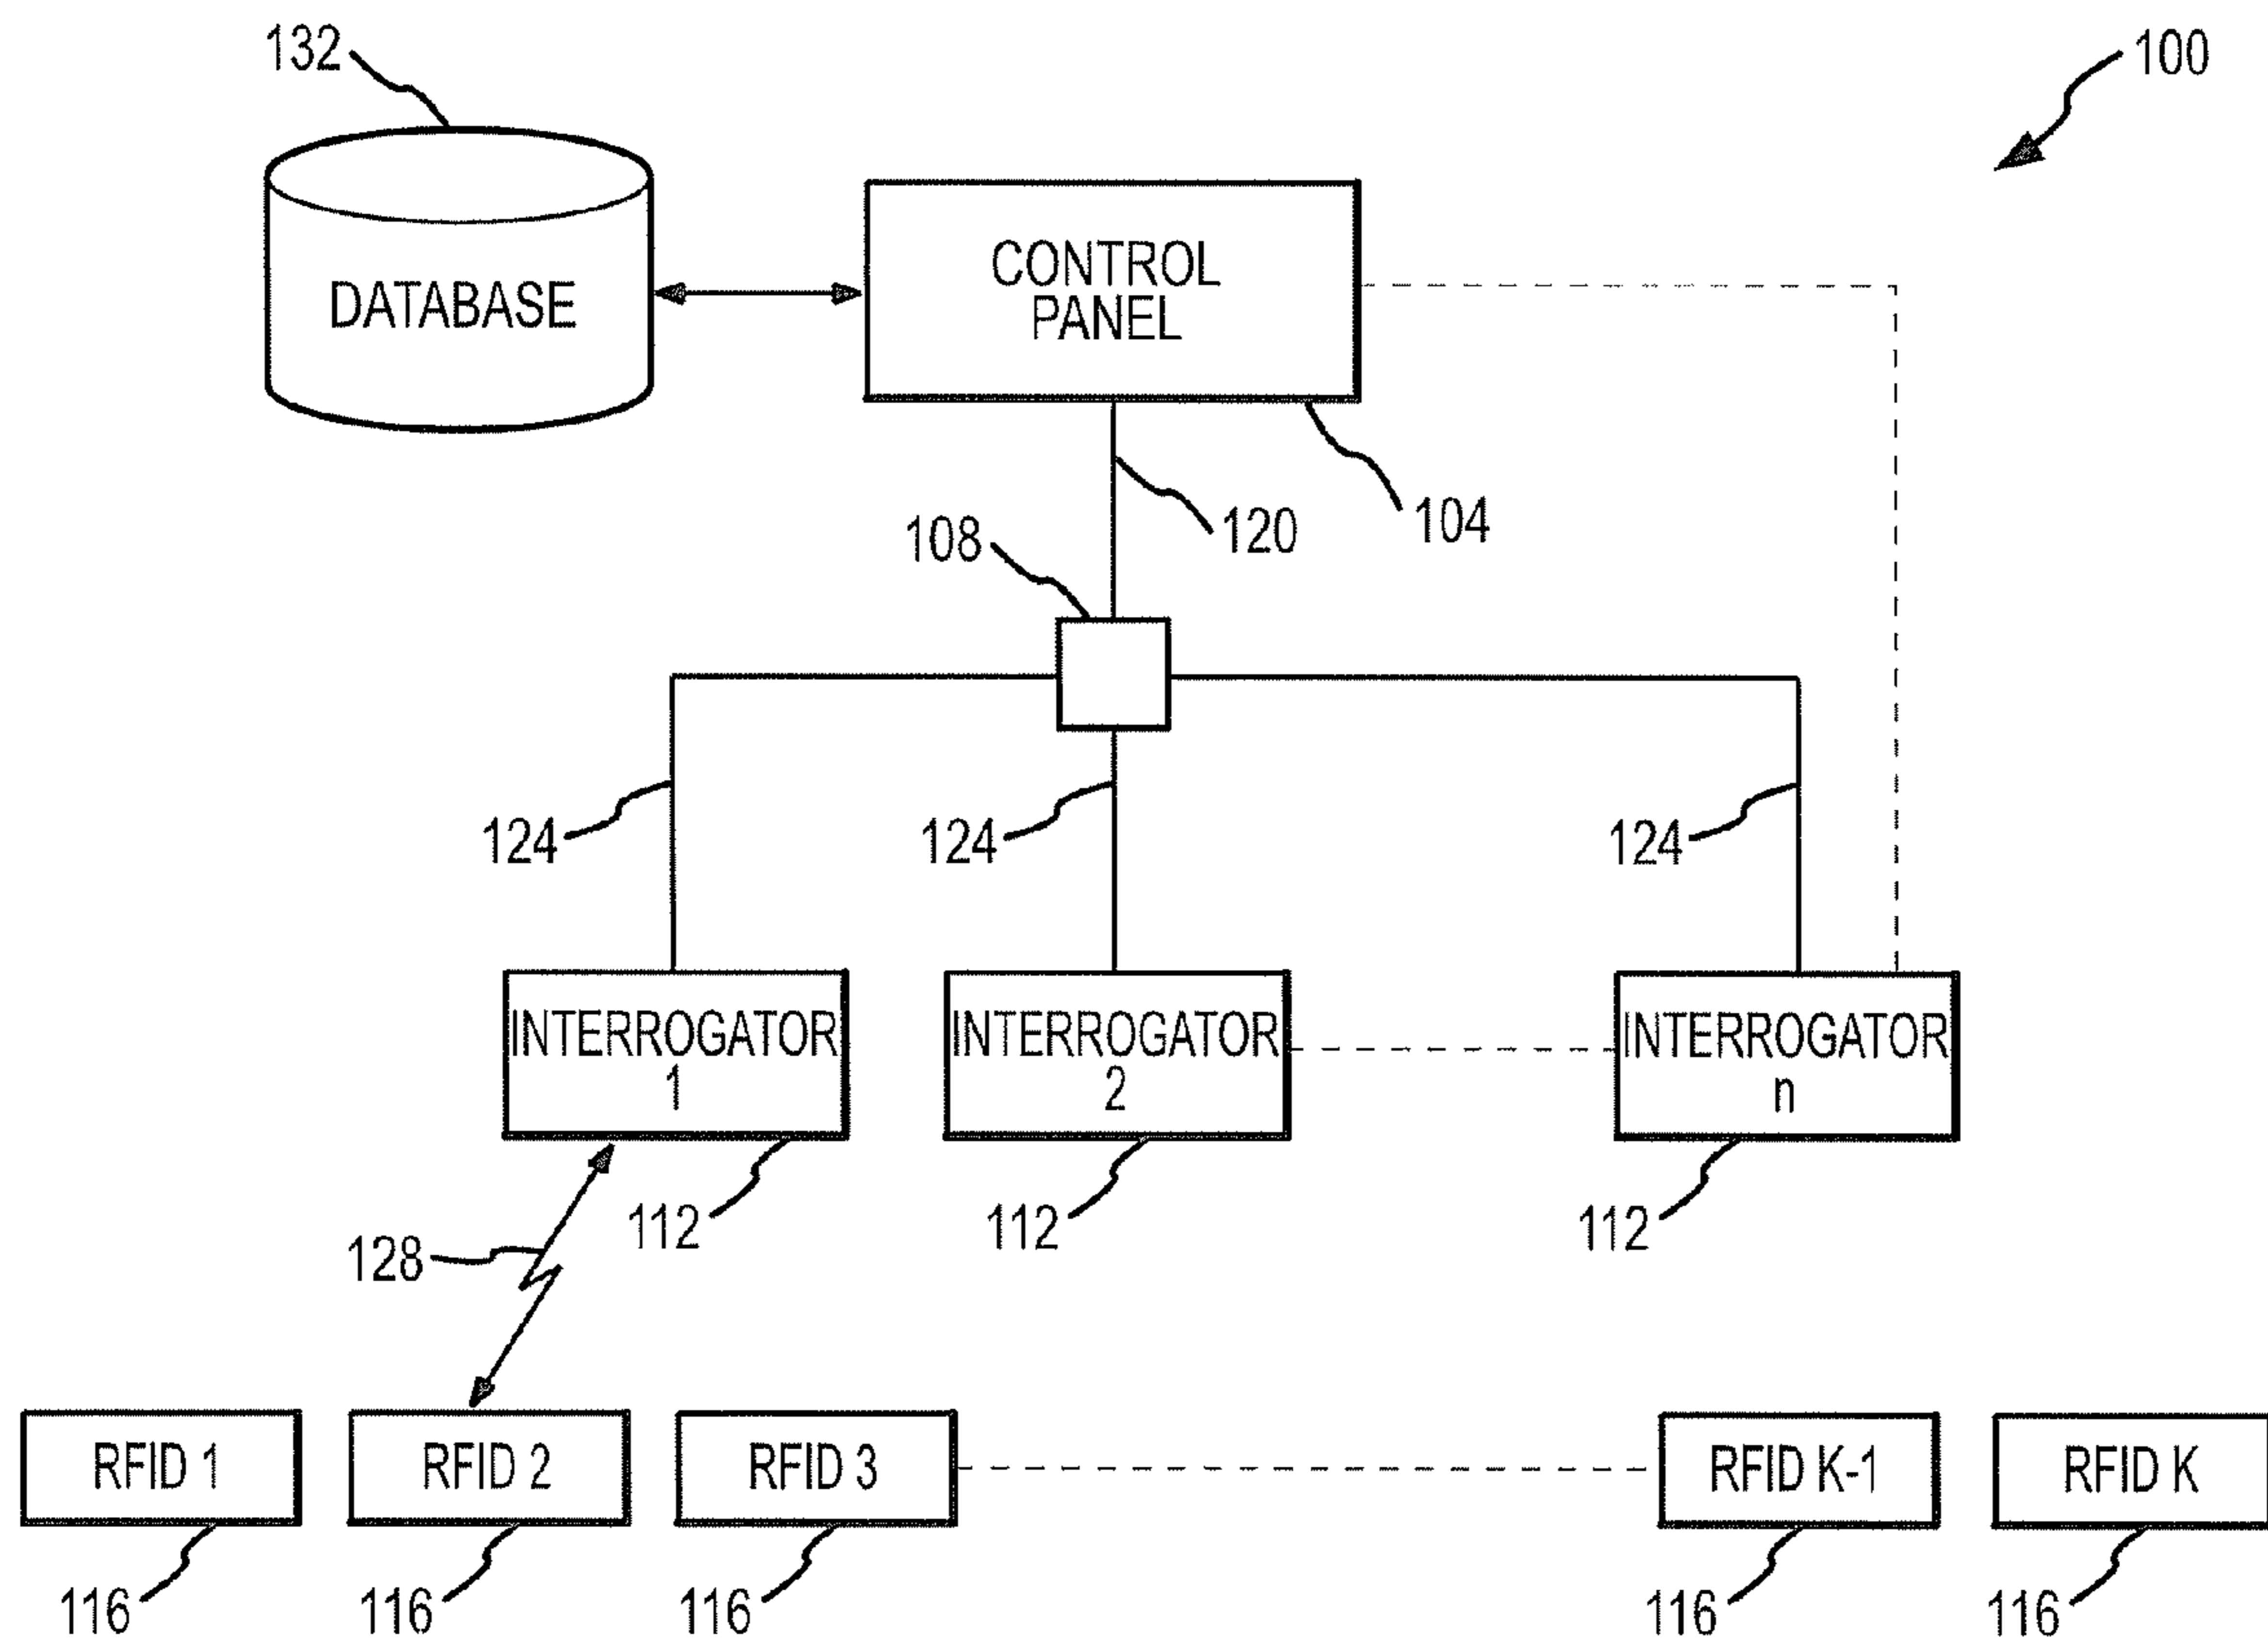 132
100
DATABASE
CONTROL
PANEL
104
120
108
124
124
124
INTERROGATOR
1
INTERROGATOR
2
INTERROGATOR
n
112
112
112
128
RFID 1
RFID 2
RFID 3
RFID K-1
RFID K
116
116
116
116
116